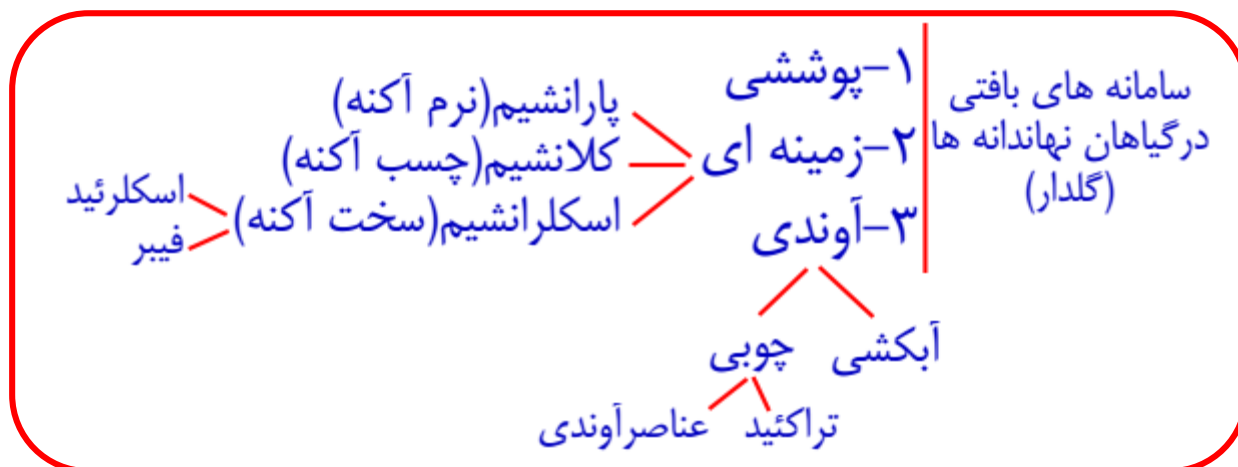 سامانه های بافتی
درگیاهان نهاندانه ها
(گلدار)
۱-پوششی
۲-زمینه ای
۳-آوندی
پارانشیم(نرم آکنه)
کلانشیم(چسب آکنه)
اسکلرانشیم(سخت آکنه)
اسکلرئید
فیبر
آبکشی
چوبی
تراکئید
عناصرآوندی